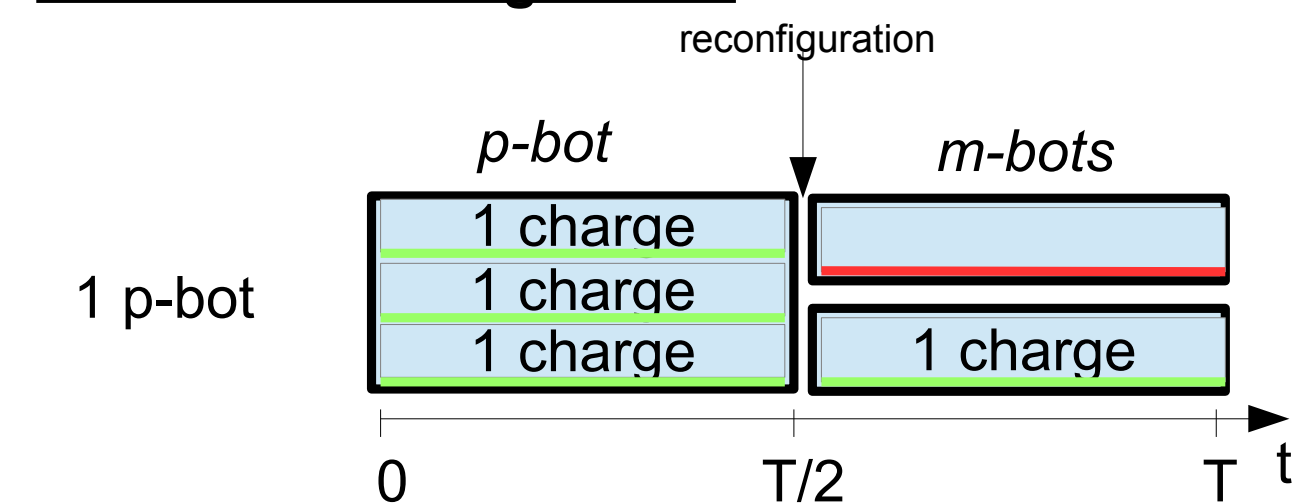 reconfiguration
p-bot
m-bots
1 charge
1 p-bot
1 charge
1 charge
1 charge
0
T/2
T
t